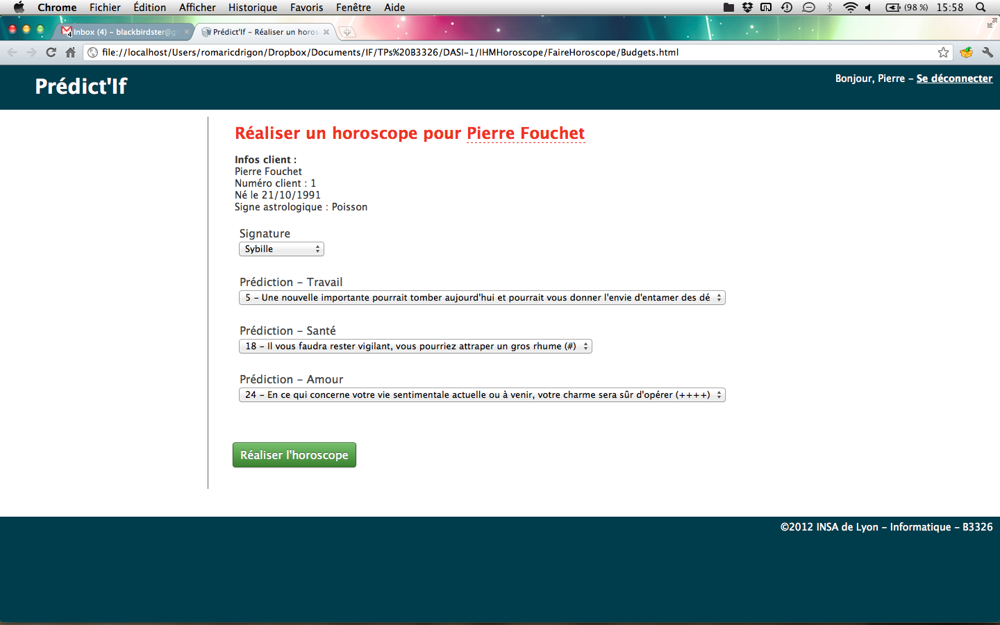 Chrome Fichier Édition Afficher Historique Favoris Fenêtre Aide (98 %) 15:58
4 Inbox (4) – blackbirdster@gm Prédict'If – Réaliser un horos
file://localhost/Users/romaricdrigon/Dropbox/Documents/IF/TPs%20B3326/DASI-1/IHMHoroscope/FaireHoroscope/Budgets.html
Prédict'If
Bonjour, Pierre – Se déconnecter
Réaliser un horoscope pour Pierre Fouchet
Infos client :
Pierre Fouchet
Numéro client : 1
Né le 21/10/1991
Signe astrologique : Poisson
Signature
Sybille
Prédiction – Travail
5 – Une nouvelle importante pourrait tomber aujourd'hui et pourrait vous donner l'envie d'entamer des dé
Prédiction – Santé
18 – Il vous faudra rester vigilant, vous pourriez attraper un gros rhume (#)
Prédiction – Amour
24 – En ce qui concerne votre vie sentimentale actuelle ou à venir, votre charme sera sûr d'opérer (++++)
Réaliser l'horoscope
©2012 INSA de Lyon – Informatique – B3326